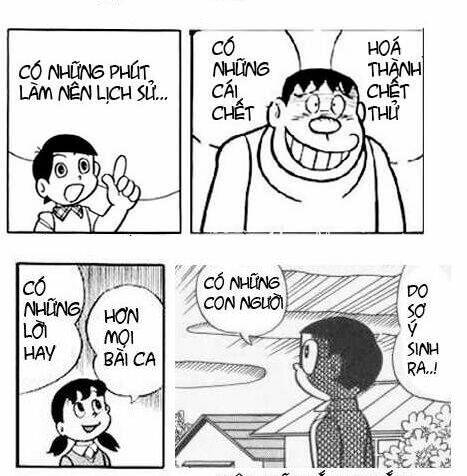 CÓ NHỮNG PHÚT
LÀM NÊN LỊCH SỬ...
CÓ
NHỮNG
CÁI
CHẾT
HOÁ
THÀNH
CHẾT
THỬ
CÓ
NHỮNG
LỜI
HAY
HƠN
MỌI
BÀI CA
CÓ NHỮNG
CON NGƯỜI
DO
SƠ
Ý
SINH
RA..!